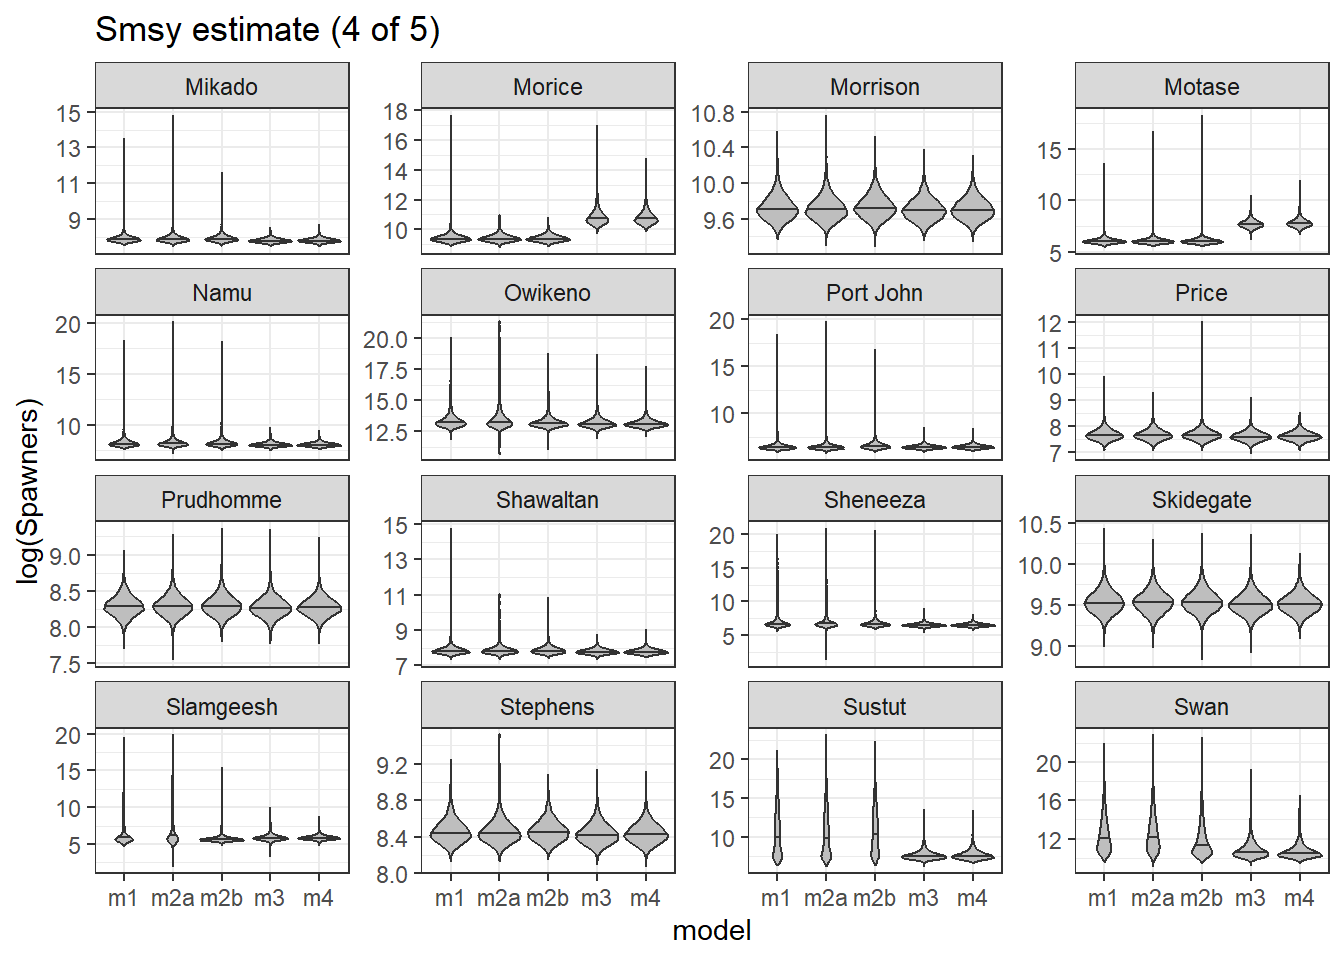 Smsy estimate (4 of 5)
Mikado Morice Morrison Motase
15 13 11 9
18 16 14 12 10
10.8 10.4 10.0 9.6
15 10 5
Namu Owikeno Port John Price
20 15 10
20.0 17.5 15.0 12.5
20 15 10
12 11 10 9 8 7
log(Spawners)
Prudhomme Shawaltan Sheneeza Skidegate
9.0 8.5 8.0 7.5
15 13 11 9 7
20 15 10 5
10.5 10.0 9.5 9.0
Slamgeesh Stephens Sustut Swan
20 15 10 5
9.2 8.8 8.4 8.0
20 15 10
20 16 12
m1 m2a m2b m3 m4 m1 m2a m2b m3 m4 m1 m2a m2b m3 m4 m1 m2a m2b m3 m4
model